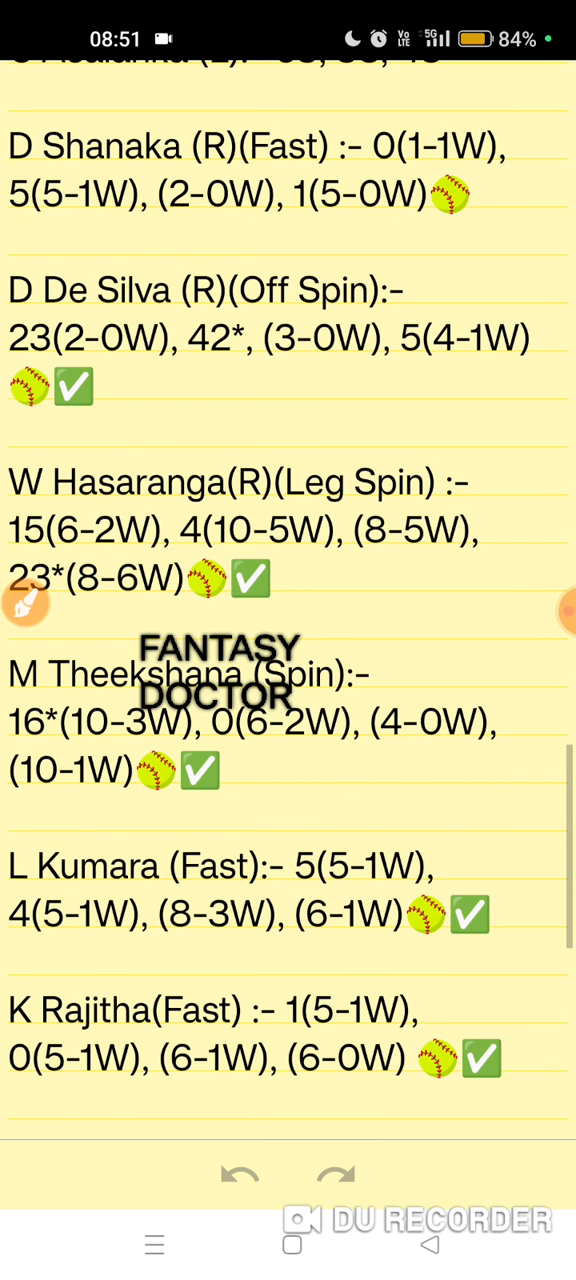 08:51 Vo LTE 5G 84%
D Shanaka (R)(Fast) :- 0(1-1W),
5(5-1W), (2-0W), 1(5-0W)
D De Silva (R)(Off Spin):-
23(2-0W), 42*, (3-0W), 5(4-1W)
W Hasaranga(R)(Leg Spin) :-
15(6-2W), 4(10-5W), (8-5W),
23*(8-6W)
FANTASY
M Theekshana (Spin):-
DOCTOR
16*(10-3W), 0(6-2W), (4-0W),
(10-1W)
L Kumara (Fast):- 5(5-1W),
4(5-1W), (8-3W), (6-1W)
K Rajitha(Fast) :- 1(5-1W),
0(5-1W), (6-1W), (6-0W)
DU RECORDER